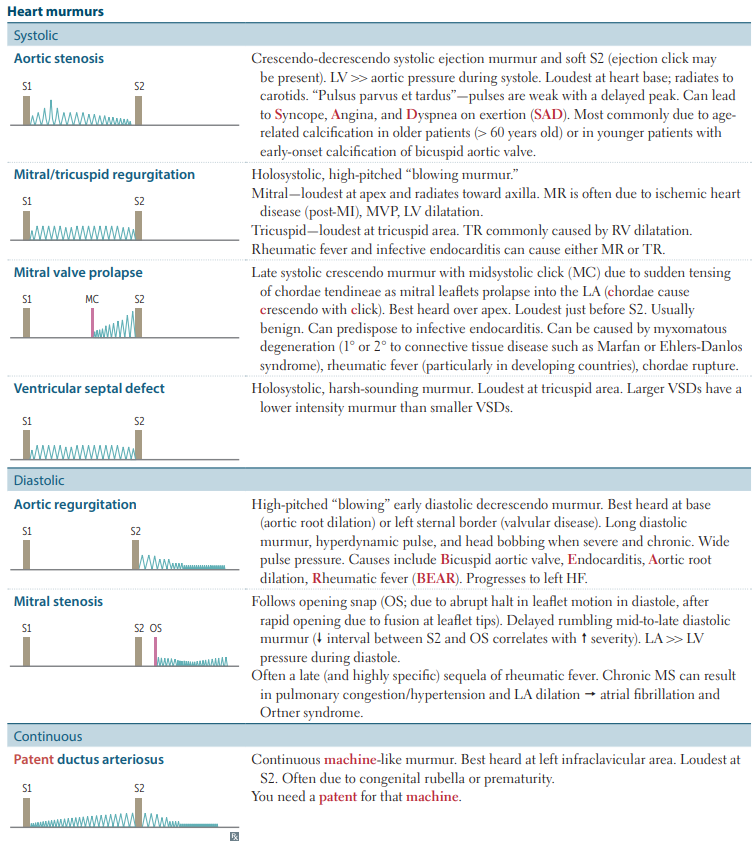 Heart murmurs
Systolic
Aortic stenosis
S1
S2
Crescendo-decrescendo systolic ejection murmur and soft S2 (ejection click may
be present). LV >> aortic pressure during systole. Loudest at heart base; radiates to
carotids. “Pulsus parvus et tardus”—pulses are weak with a delayed peak. Can lead
to Syncope, Angina, and Dyspnea on exertion (SAD). Most commonly due to age-
related calcification in older patients (> 60 years old) or in younger patients with
early-onset calcification of bicuspid aortic valve.
Mitral/tricuspid regurgitation
S1
S2
Holosystolic, high-pitched “blowing murmur.”
Mitral—loudest at apex and radiates toward axilla. MR is often due to ischemic heart
disease (post-MI), MVP, LV dilatation.
Tricuspid—loudest at tricuspid area. TR commonly caused by RV dilatation.
Rheumatic fever and infective endocarditis can cause either MR or TR.
Mitral valve prolapse
S1
MC
S2
Late systolic crescendo murmur with midsystolic click (MC) due to sudden tensing
of chordae tendineae as mitral leaflets prolapse into the LA (chordae cause
crescendo with click). Best heard over apex. Loudest just before S2. Usually
benign. Can predispose to infective endocarditis. Can be caused by myxomatous
degeneration (1° or 2° to connective tissue disease such as Marfan or Ehlers-Danlos
syndrome), rheumatic fever (particularly in developing countries), chordae rupture.
Ventricular septal defect
S1
S2
Holosystolic, harsh-sounding murmur. Loudest at tricuspid area. Larger VSDs have a
lower intensity murmur than smaller VSDs.
Diastolic
Aortic regurgitation
S1
S2
High-pitched “blowing” early diastolic decrescendo murmur. Best heard at base
(aortic root dilation) or left sternal border (valvular disease). Long diastolic
murmur, hyperdynamic pulse, and head bobbing when severe and chronic. Wide
pulse pressure. Causes include Bicuspid aortic valve, Endocarditis, Aortic root
dilation, Rheumatic fever (BEAR). Progresses to left HF.
Mitral stenosis
S1
S2 OS
Follows opening snap (OS; due to abrupt halt in leaflet motion in diastole, after
rapid opening due to fusion at leaflet tips). Delayed rumbling mid-to-late diastolic
murmur (↓ interval between S2 and OS correlates with ↑ severity). LA >> LV
pressure during diastole.
Often a late (and highly specific) sequela of rheumatic fever. Chronic MS can result
in pulmonary congestion/hypertension and LA dilation → atrial fibrillation and
Ortner syndrome.
Continuous
Patent ductus arteriosus
S1
S2
Continuous machine-like murmur. Best heard at left infraclavicular area. Loudest at
S2. Often due to congenital rubella or prematurity.
You need a patent for that machine.
℞